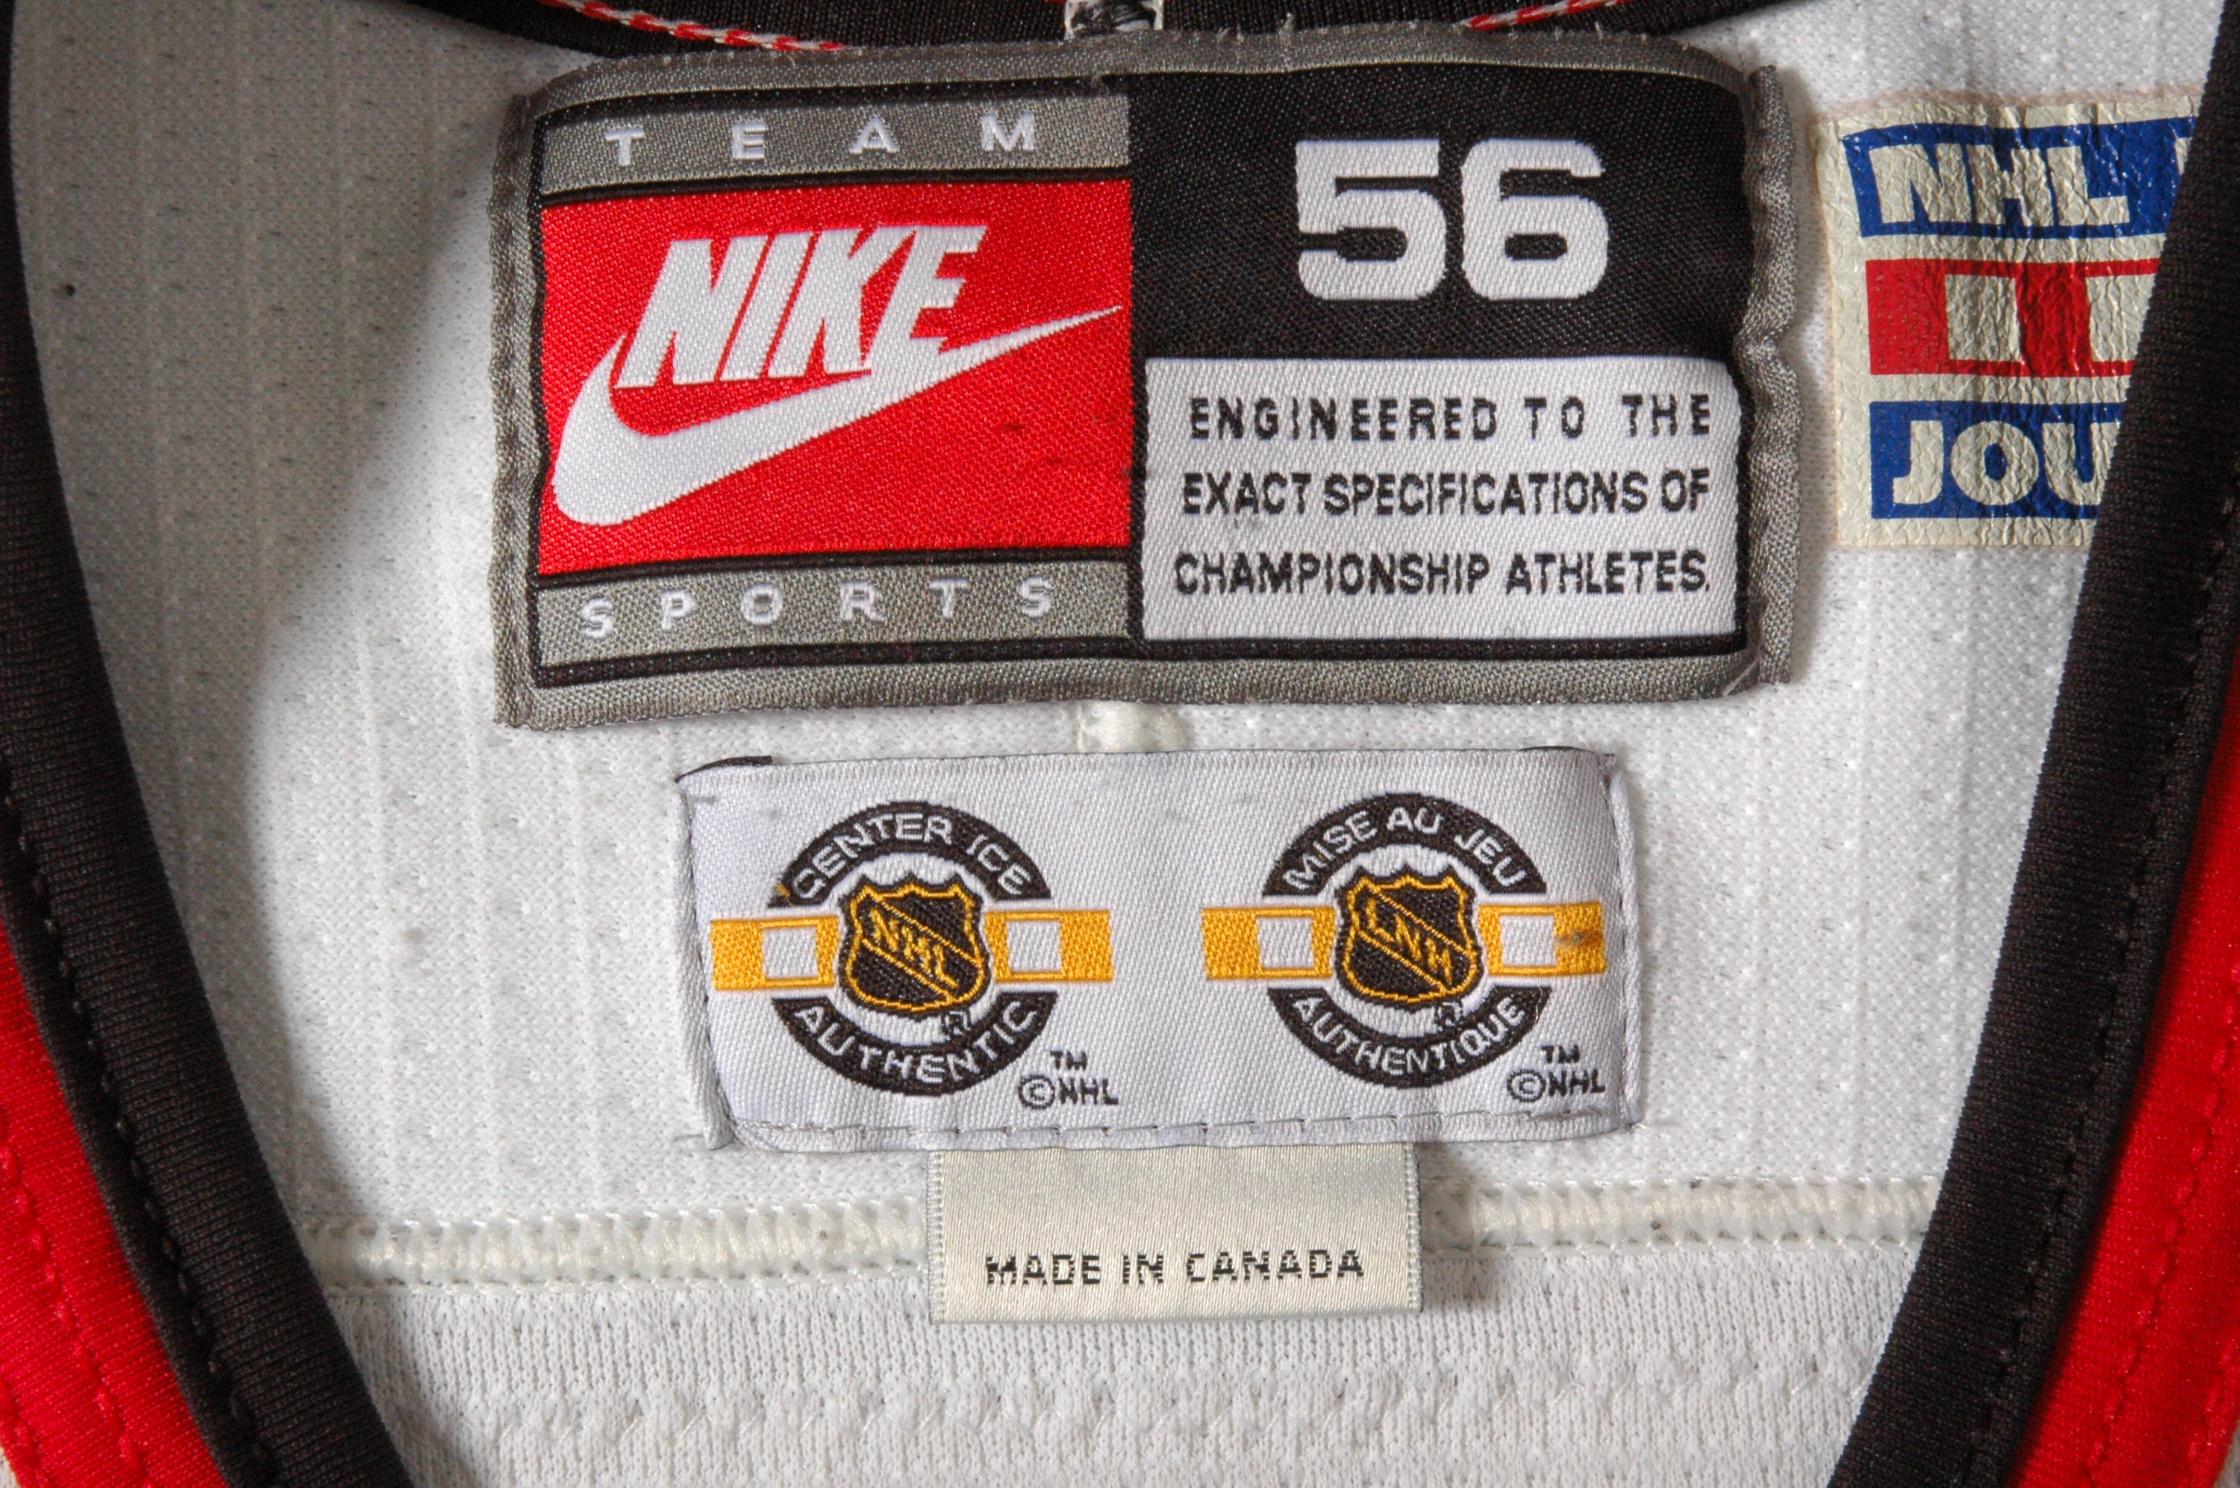 TEAM
NIKE
SPORTS
56
ENGINEERED TO THE
EXACT SPECIFICATIONS OF
CHAMPIONSHIP ATHLETES.
NHL
JOU
CENTER ICE
NHL
AUTHENTIC
TM
©NHL
MISE AU JEU
LNH
AUTHENTIQUE
TM
©NHL
MADE IN CANADA